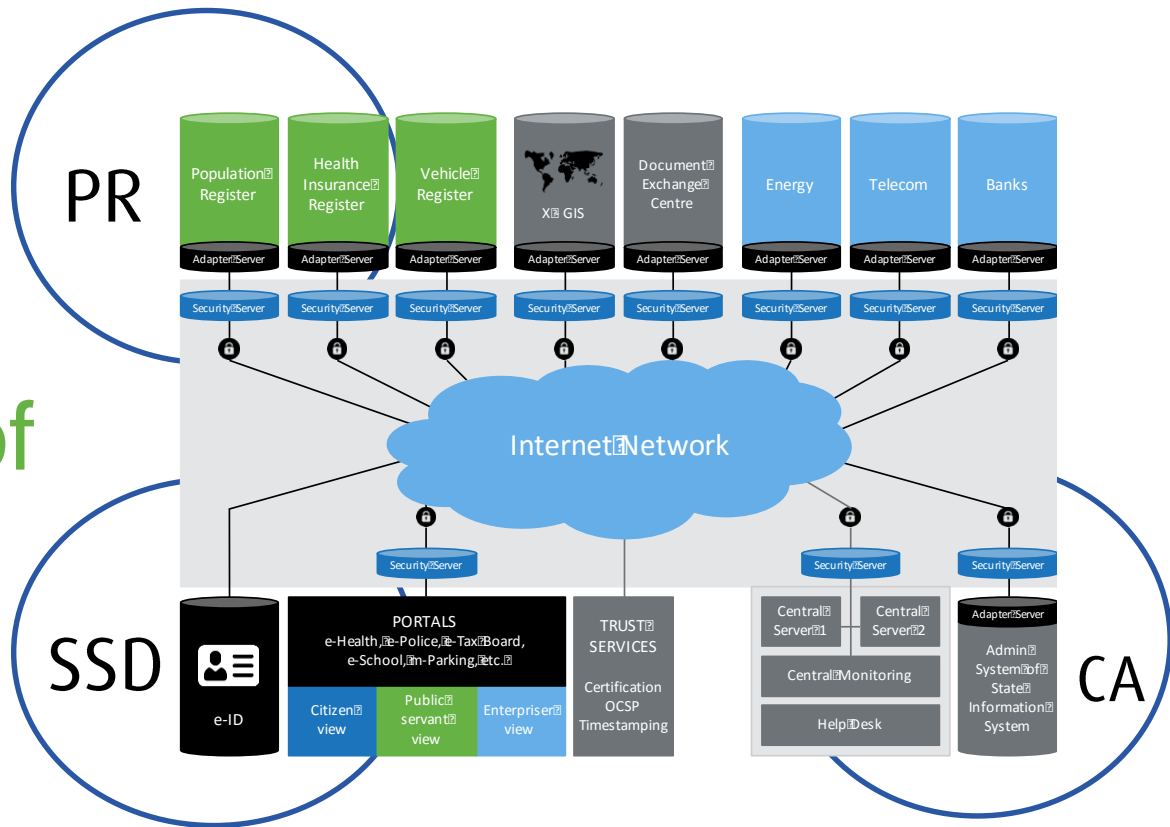 PR
Population
Register
Health
Insurance
Register
Vehicle
Register
X GIS
Document
Exchange
Centre
Energy
Telecom
Banks
Adapter Server
Adapter Server
Adapter Server
Adapter Server
Adapter Server
Adapter Server
Adapter Server
Adapter Server
Security Server
Security Server
Security Server
Security Server
Security Server
Security Server
Security Server
Security Server
of
Internet Network
Security Server
Security Server
Security Server
SSD
e-ID
PORTALS
e-Health, e-Police, e-Tax Board,
e-School, m-Parking, etc.
Citizen
view
Public
servant
view
Enterpriser
view
TRUST
SERVICES
Certification
OCSP
Timestamping
Central
Server 1
Central
Server 2
Central Monitoring
Help Desk
Adapter Server
Admin
System of
State
Information
System
CA